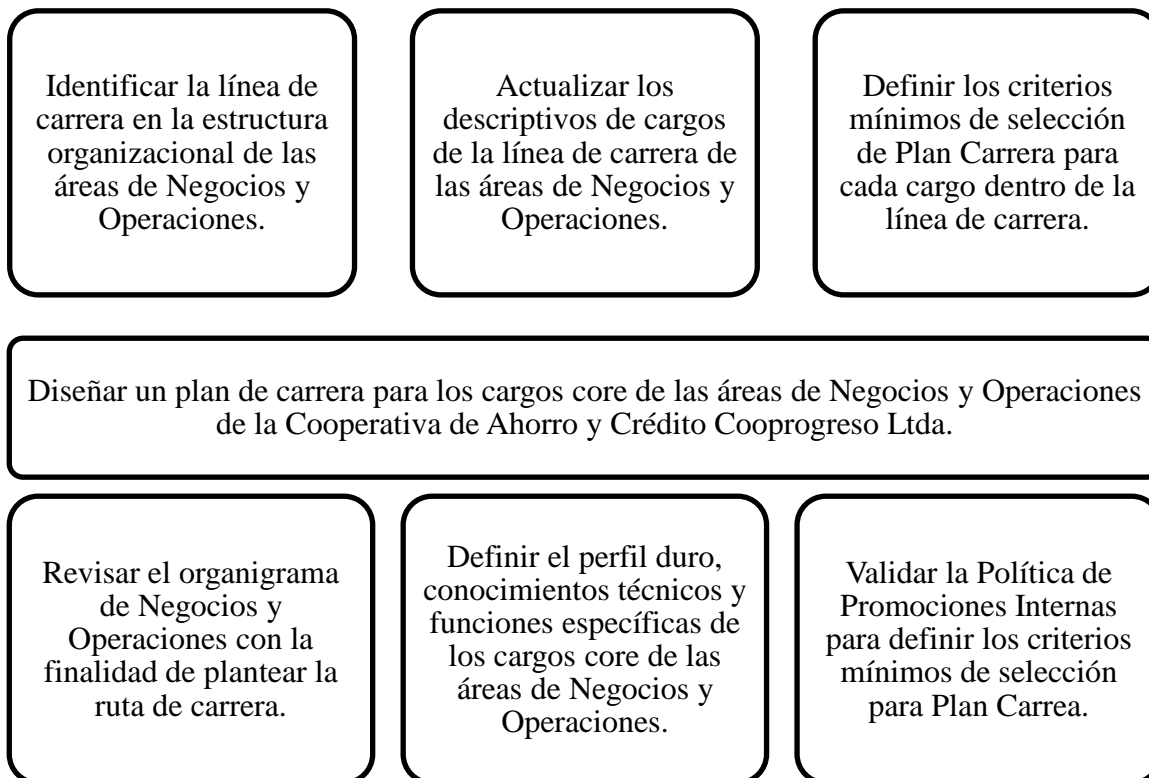 Identificar la línea de
carrera en la estructura
organizacional de las
áreas de Negocios y
Operaciones.
Actualizar los
descriptivos de cargos
de la línea de carrera de
las áreas de Negocios y
Operaciones.
Definir los criterios
mínimos de selección
de Plan Carrera para
cada cargo dentro de la
línea de carrera.
Diseñar un plan de carrera para los cargos core de las áreas de Negocios y Operaciones
de la Cooperativa de Ahorro y Crédito Cooprogreso Ltda.
Revisar el organigrama
de Negocios y
Operaciones con la
finalidad de plantear la
ruta de carrera.
Definir el perfil duro,
conocimientos técnicos y
funciones específicas de
los cargos core de las
áreas de Negocios y
Operaciones.
Validar la Política de
Promociones Internas
para definir los criterios
mínimos de selección
para Plan Carrea.